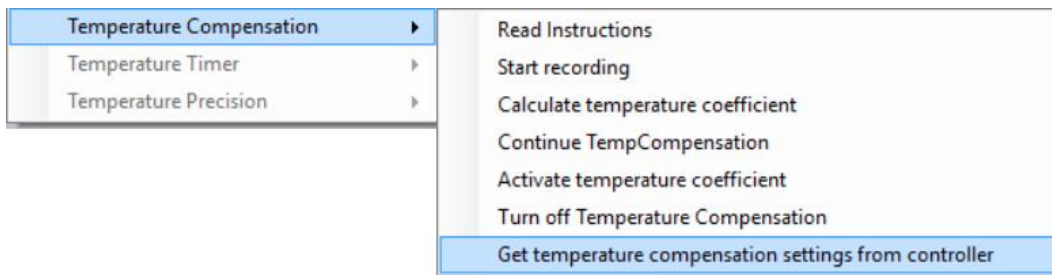 Temperature Compensation
Temperature Timer
Temperature Precision
Read Instructions
Start recording
Calculate temperature coefficient
Continue TempCompensation
Activate temperature coefficient
Turn off Temperature Compensation
Get temperature compensation settings from controller